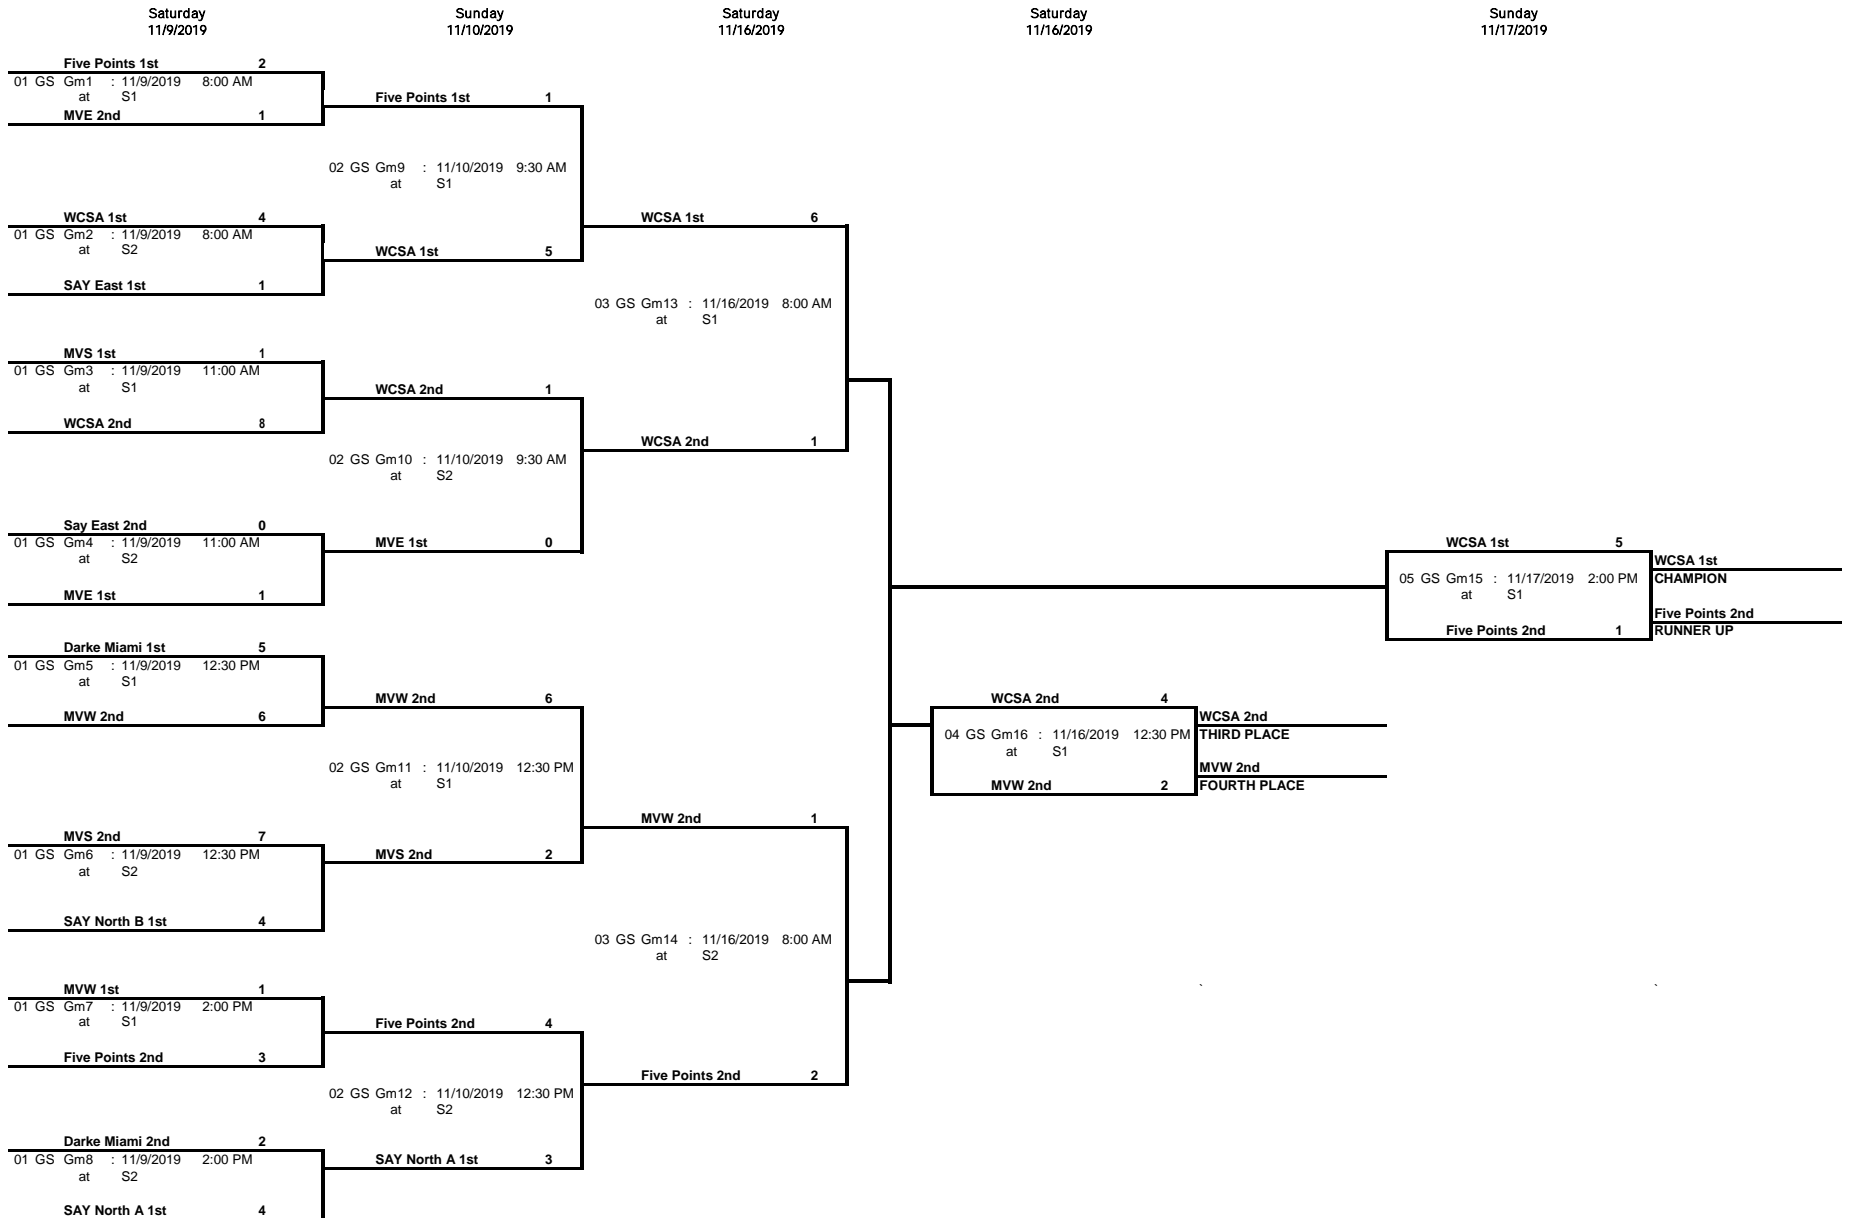 Saturday Sunday Saturday Saturday Sunday
11/9/2019 11/10/2019 11/16/2019 11/16/2019 11/17/2019
Five Points 1st 2
01 GS Gm1 : 11/9/2019 8:00 AM
at S1
MVE 2nd 1
WCSA 1st 4
01 GS Gm2 : 11/9/2019 8:00 AM
at S2
SAY East 1st 1
MVS 1st 1
01 GS Gm3 : 11/9/2019 11:00 AM
at S1
WCSA 2nd 8
Say East 2nd 0
01 GS Gm4 : 11/9/2019 11:00 AM
at S2
MVE 1st 1
Darke Miami 1st 5
01 GS Gm5 : 11/9/2019 12:30 PM
at S1
MVW 2nd 6
MVS 2nd 7
01 GS Gm6 : 11/9/2019 12:30 PM
at S2
SAY North B 1st 4
MVW 1st 1
01 GS Gm7 : 11/9/2019 2:00 PM
at S1
Five Points 2nd 3
Darke Miami 2nd 2
01 GS Gm8 : 11/9/2019 2:00 PM
at S2
SAY North A 1st 4
Five Points 1st 1
02 GS Gm9 : 11/10/2019 9:30 AM
at S1
WCSA 1st 5
WCSA 2nd 1
02 GS Gm10 : 11/10/2019 9:30 AM
at S2
MVE 1st 0
MVW 2nd 6
02 GS Gm11 : 11/10/2019 12:30 PM
at S1
MVS 2nd 2
Five Points 2nd 4
02 GS Gm12 : 11/10/2019 12:30 PM
at S2
SAY North A 1st 3
WCSA 1st 6
03 GS Gm13 : 11/16/2019 8:00 AM
at S1
WCSA 2nd 1
MVW 2nd 1
03 GS Gm14 : 11/16/2019 8:00 AM
at S2
Five Points 2nd 2
WCSA 2nd 4
04 GS Gm16 : 11/16/2019 12:30 PM
at S1
MVW 2nd 2
WCSA 2nd
THIRD PLACE
MVW 2nd
FOURTH PLACE
WCSA 1st 5
05 GS Gm15 : 11/17/2019 2:00 PM
at S1
Five Points 2nd 1
WCSA 1st
CHAMPION
Five Points 2nd
RUNNER UP
` `